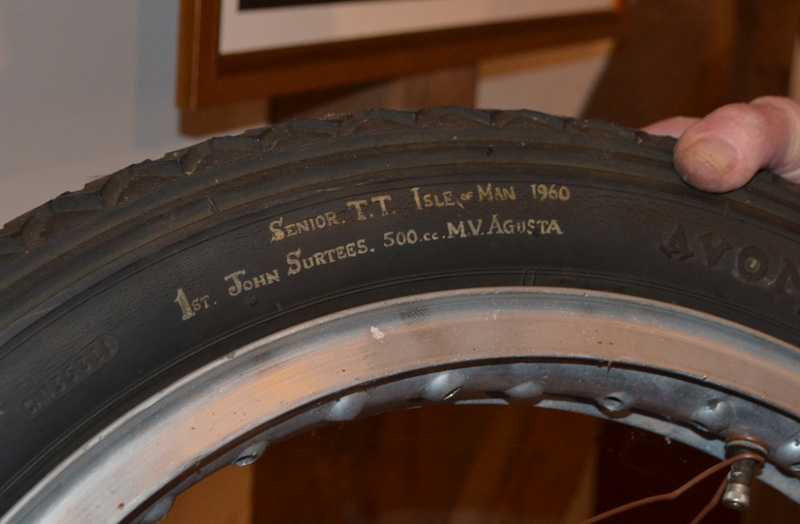 SENIOR. T.T. ISLE of MAN 1960
1ST. JOHN SURTEES. 500.cc. M.V. AGUSTA
AVON